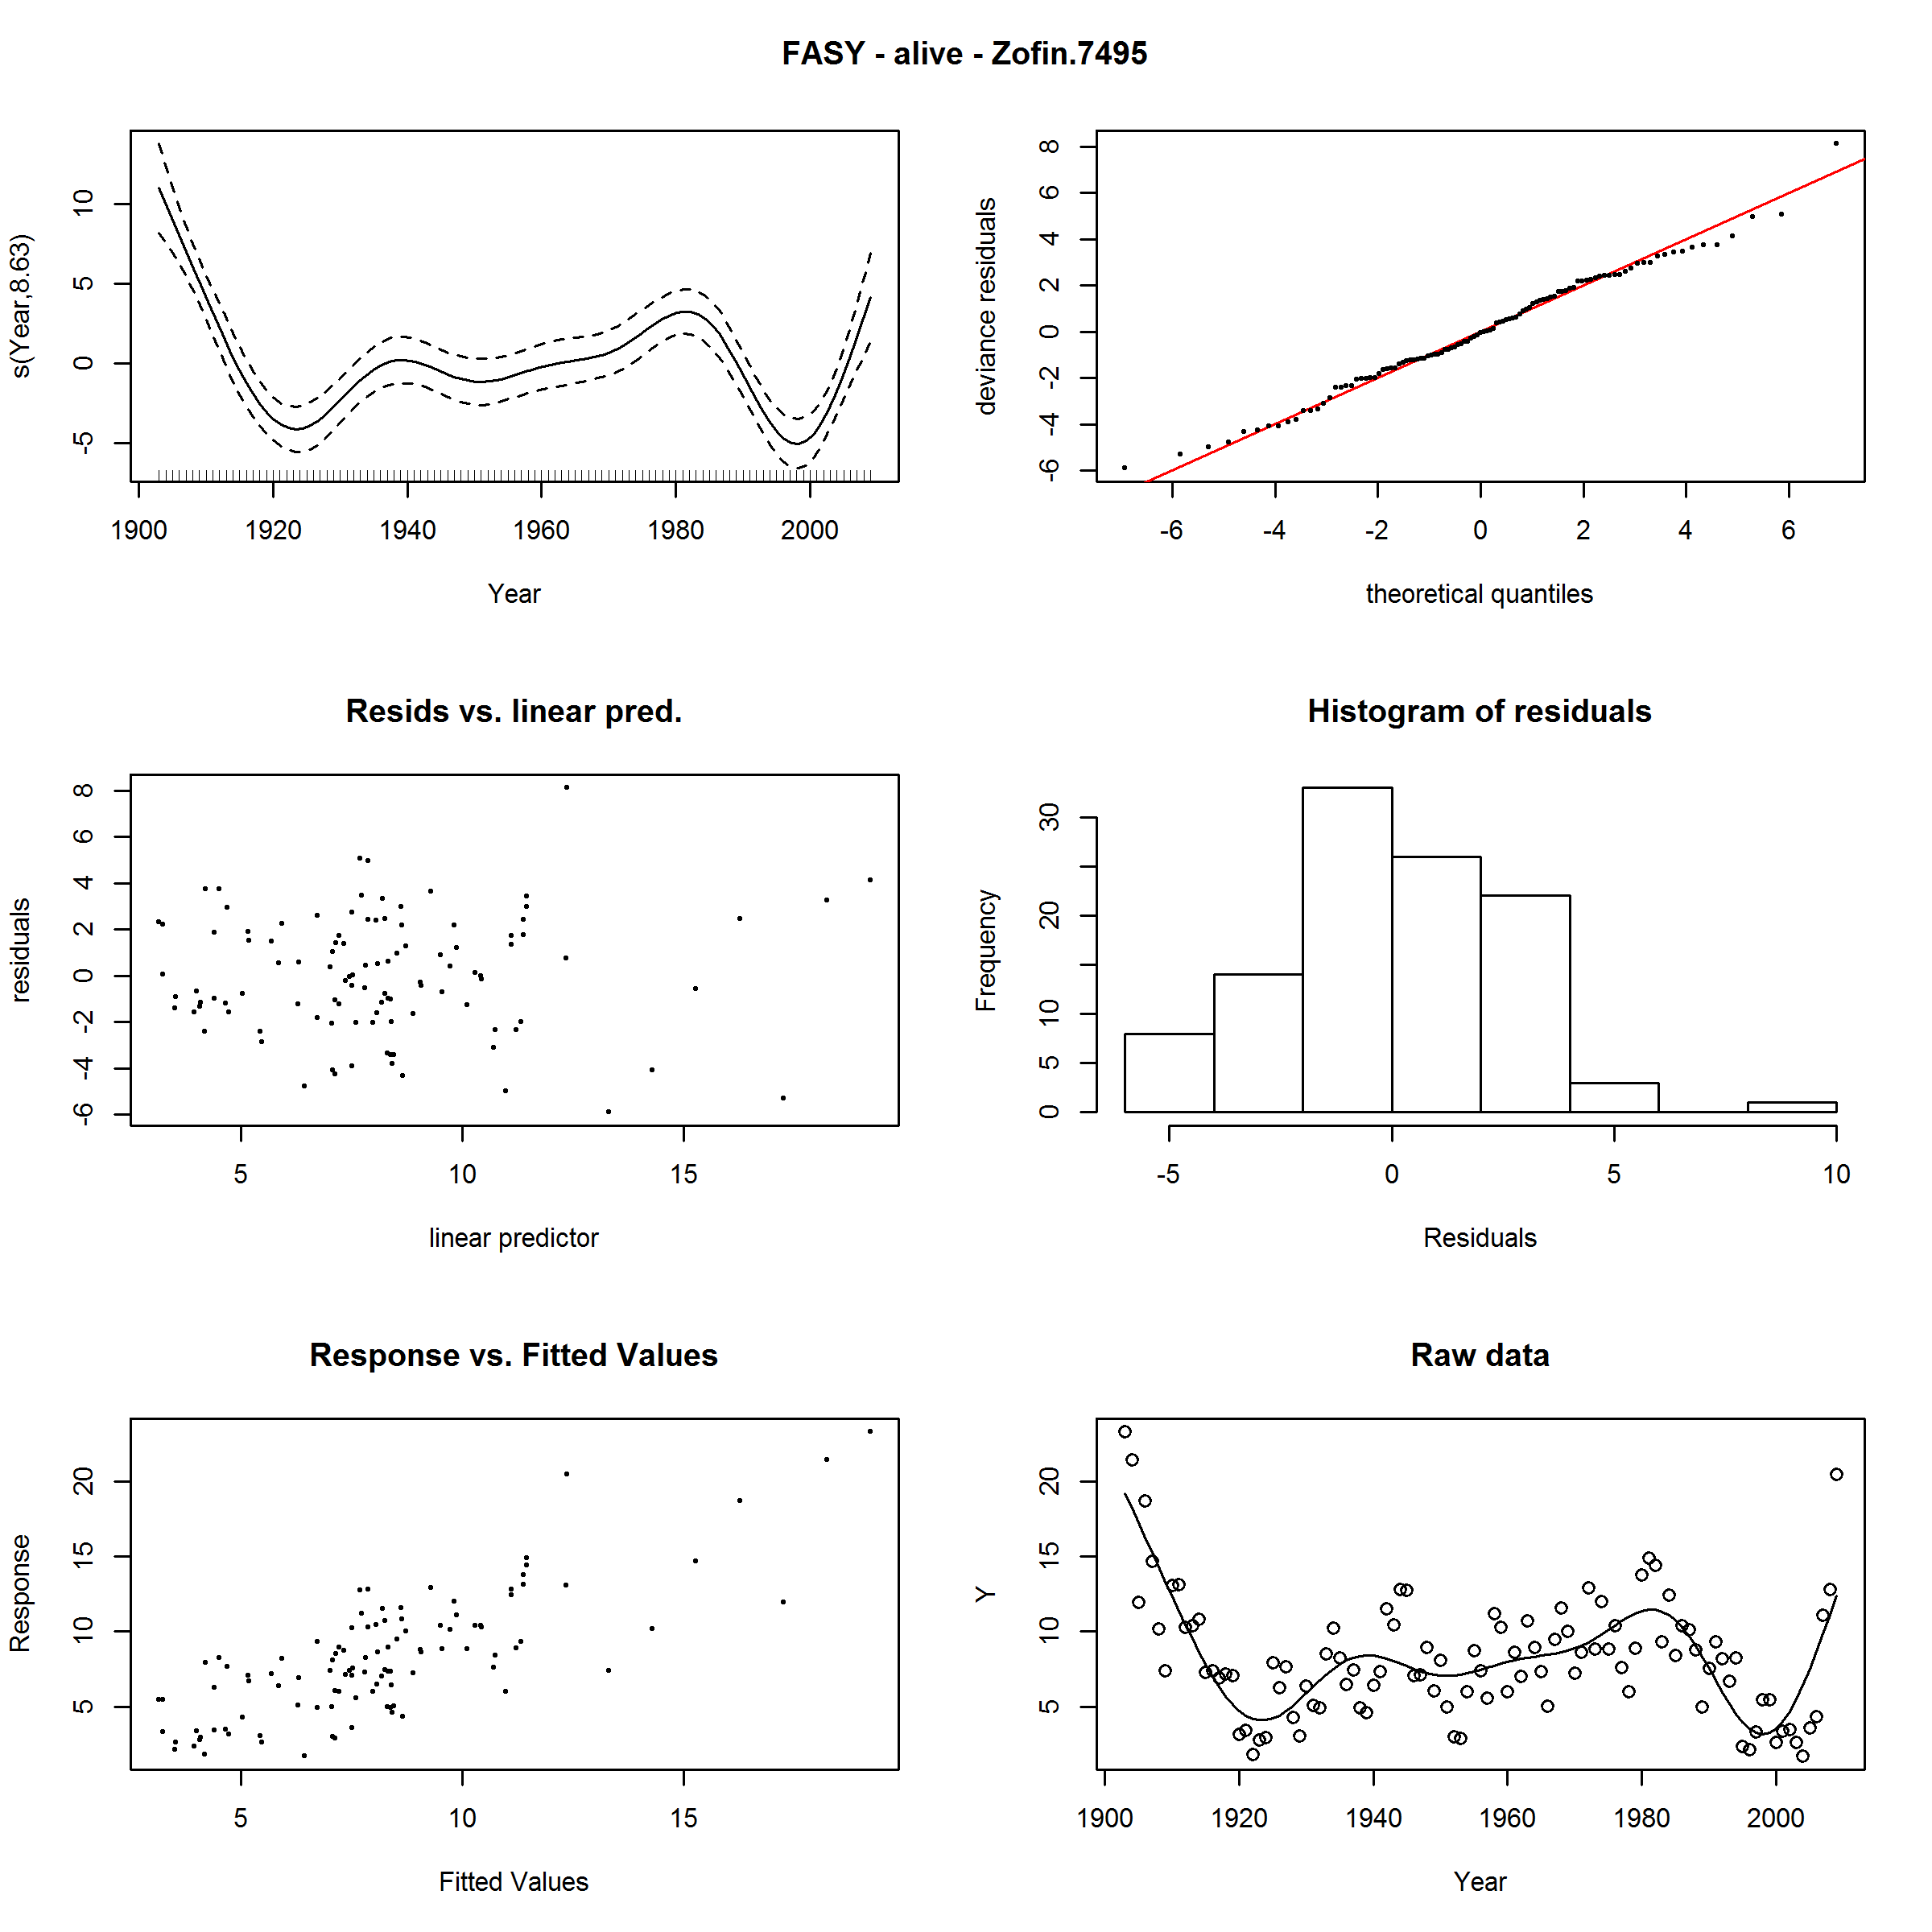 FASY - alive - Zofin.7495
s(Year,8.63)
10
5
0
-5
1900 1920 1940 1960 1980 2000
Year
deviance residuals
8
6
4
2
0
-2
-4
-6
-6 -4 -2 0 2 4 6
theoretical quantiles
Resids vs. linear pred.
residuals
8
6
4
2
0
-2
-4
-6
5 10 15
linear predictor
Histogram of residuals
Frequency
30
20
10
5
0
-5 0 5 10
Residuals
Response vs. Fitted Values
Response
20
15
10
5
5 10 15
Fitted Values
Raw data
Y
20
15
10
5
1900 1920 1940 1960 1980 2000
Year